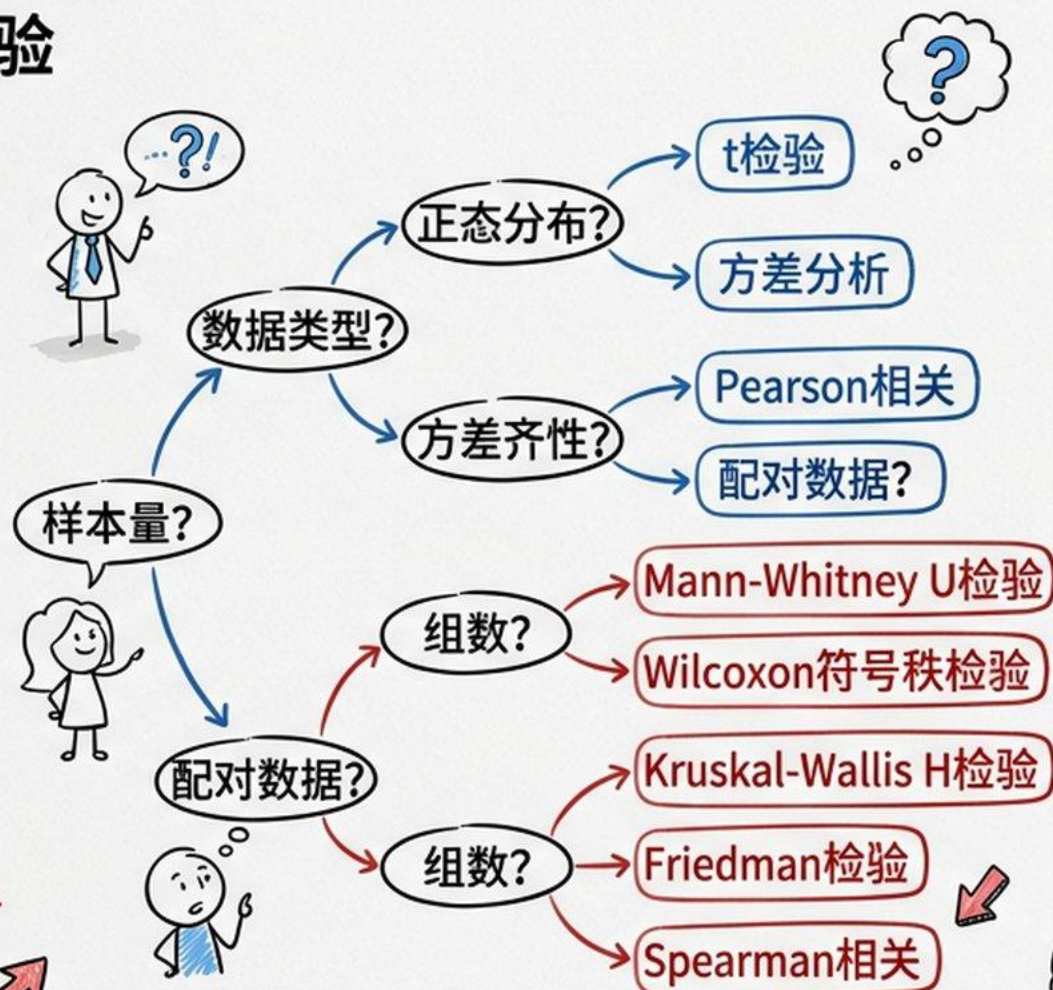 验
?
...?!
t检验
正态分布?
方差分析
数据类型?
Pearson相关
方差齐性?
配对数据?
样本量?
Mann-Whitney U检验
组数?
Wilcoxon符号秩检验
Kruskal-Wallis H检验
配对数据?
组数?
Friedman检验
Spearman相关